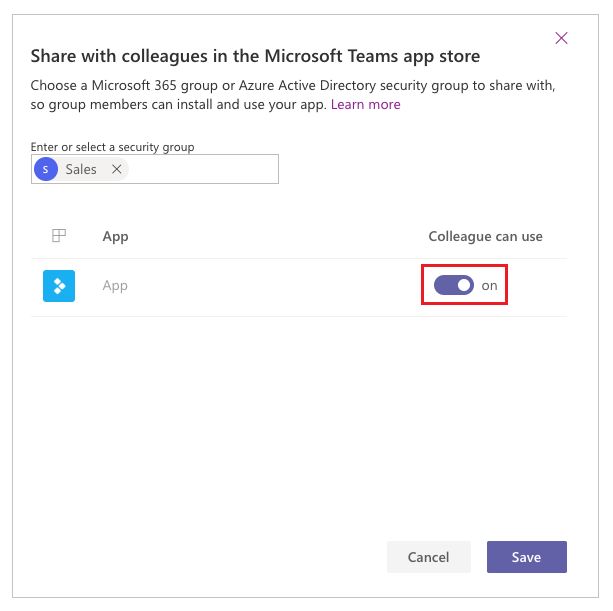 Share with colleagues in the Microsoft Teams app store
Choose a Microsoft 365 group or Azure Active Directory security group to share with,
so group members can install and use your app. Learn more
Enter or select a security group
S Sales
App Colleague can use
App on
Cancel Save